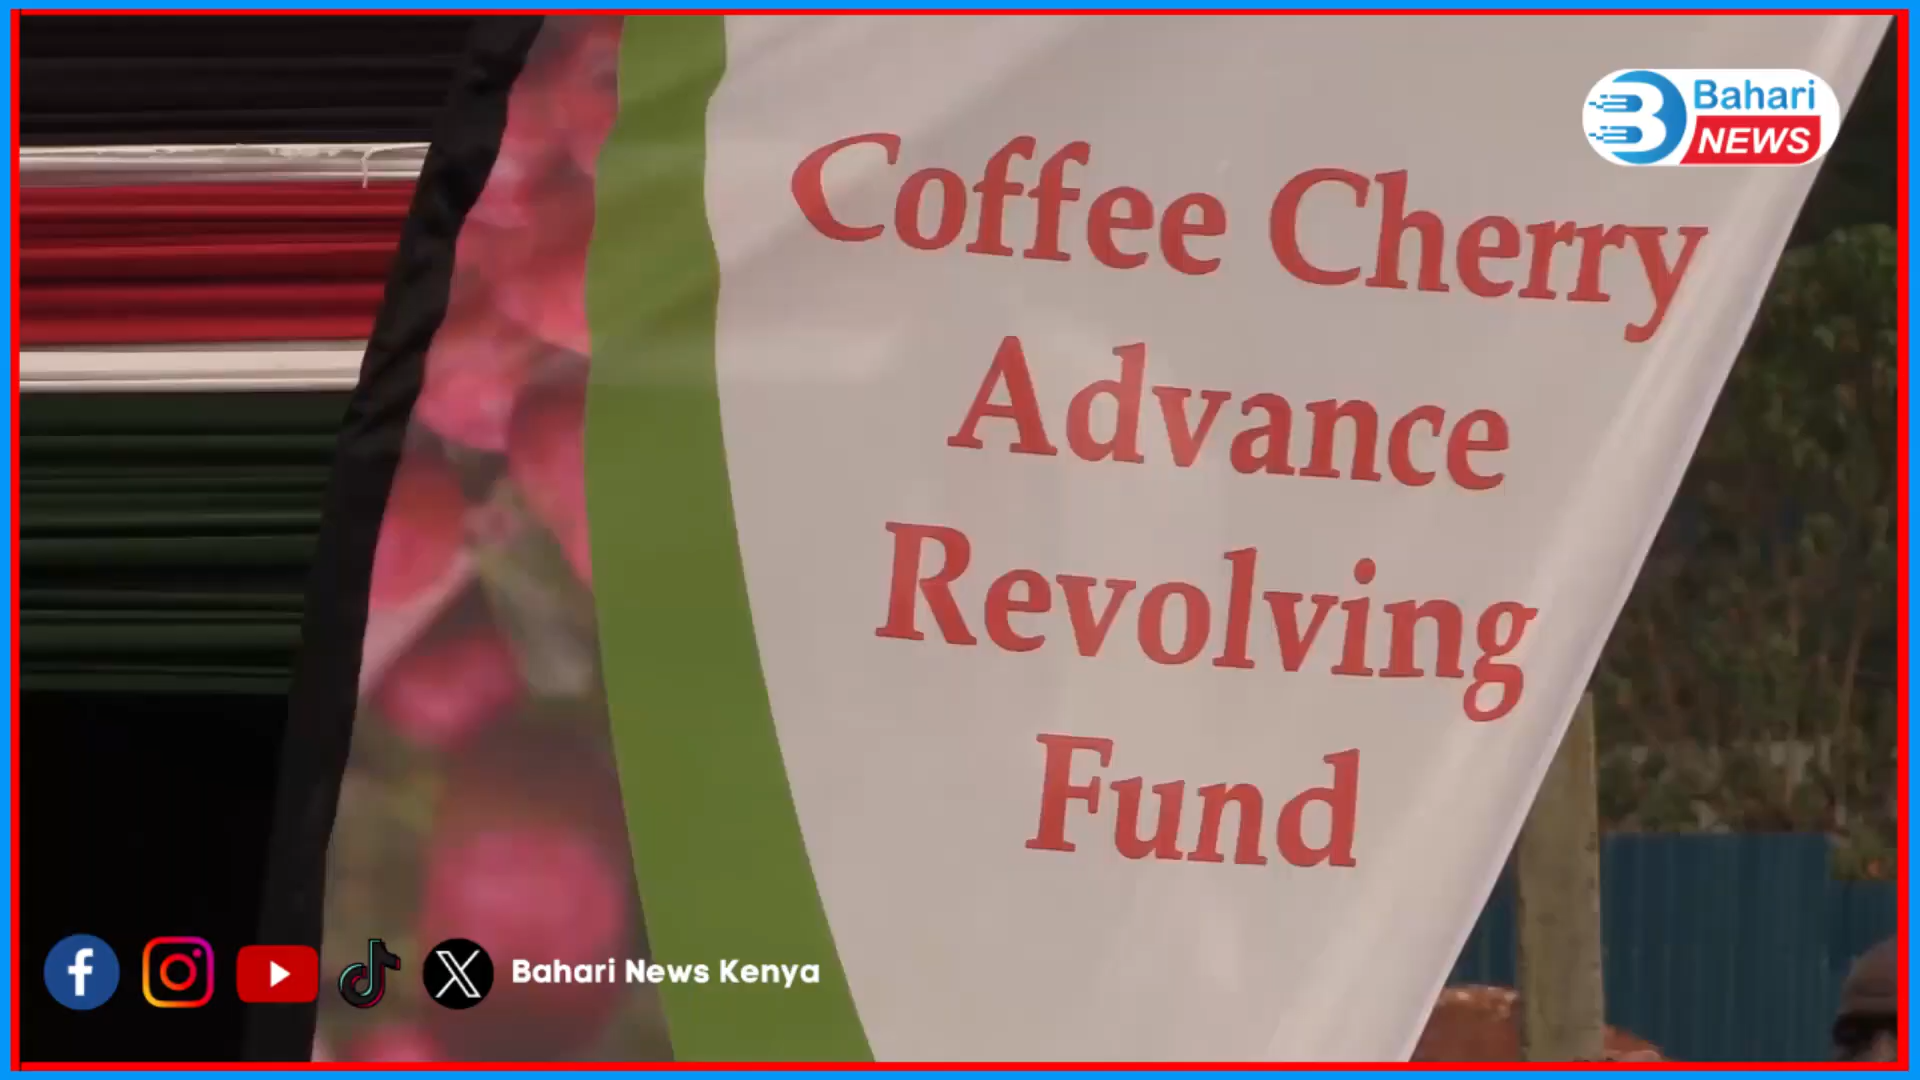 Bahari
NEWS
Coffee Cherry
Advance
Revolving
Fund
Bahari News Kenya